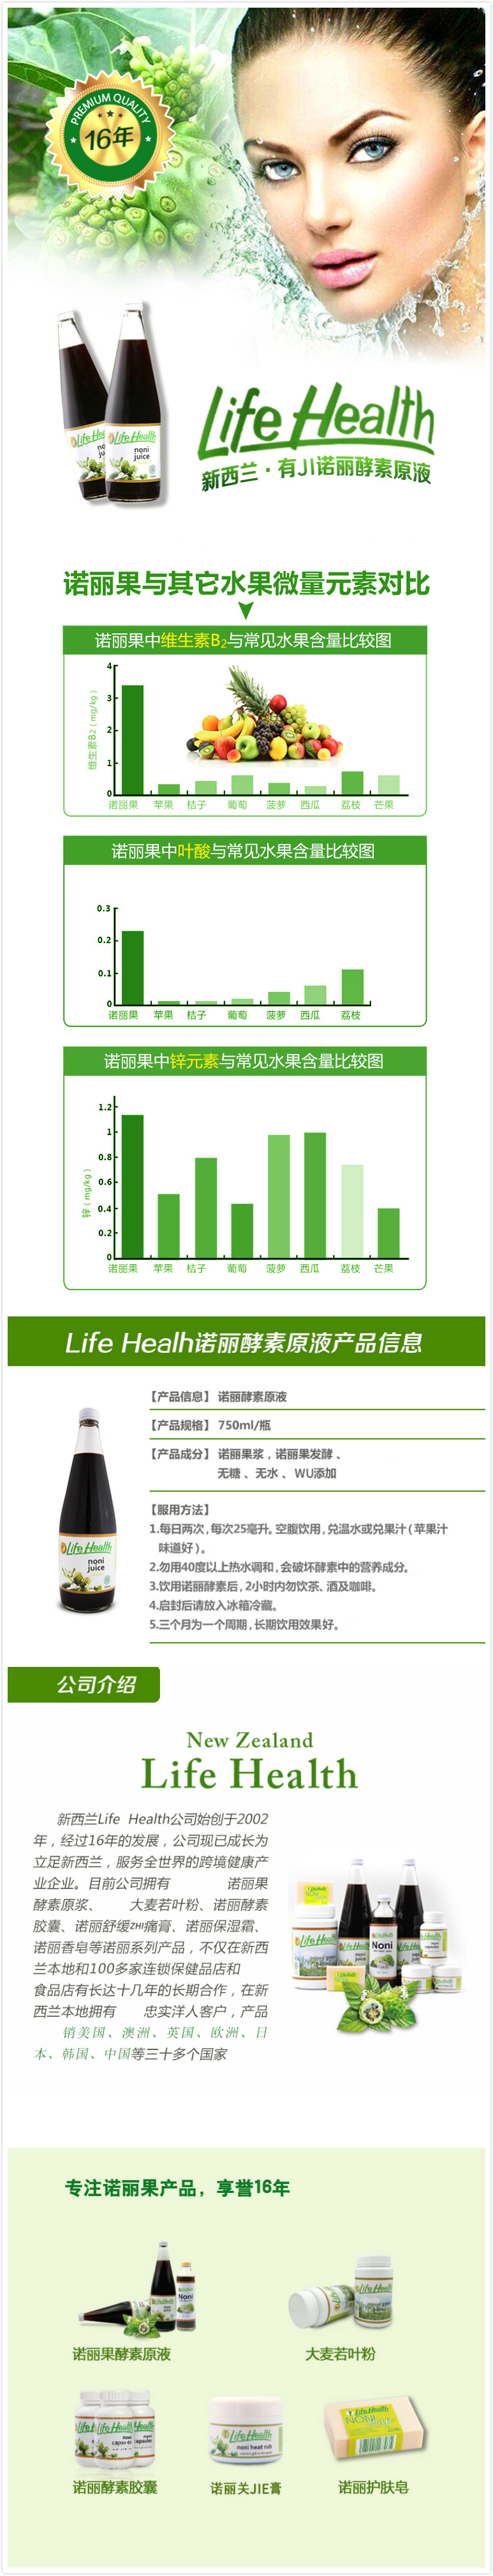 PREMIUM QUALITY
16年
Life Health
noni
juice
Life Health
新西兰·有JI诺丽酵素原液
诺丽果与其它水果微量元素对比
诺丽果中维生素B2与常见水果含量比较图
维生素B2（mg/kg）
4
3
2
1
0
诺丽果 苹果 桔子 葡萄 菠萝 西瓜 荔枝 芒果
诺丽果中叶酸与常见水果含量比较图
0.3
0.2
0.1
0
诺丽果 苹果 桔子 葡萄 菠萝 西瓜 荔枝
诺丽果中锌元素与常见水果含量比较图
锌（mg/kg）
1.2
1
0.8
0.6
0.4
0.2
0
诺丽果 苹果 桔子 葡萄 菠萝 西瓜 荔枝 芒果
Life Healh诺丽酵素原液产品信息
【产品信息】 诺丽酵素原液
【产品规格】 750ml/瓶
【产品成分】 诺丽果浆，诺丽果发酵 、
无糖 、无水 、 WU添加
Life Health
noni
juice
【服用方法】
1.每日两次，每次25毫升。空腹饮用，兑温水或兑果汁（苹果汁
味道好）。
2.勿用40度以上热水调和，会破坏酵素中的营养成分。
3.饮用诺丽酵素后，2小时内勿饮茶、酒及咖啡。
4.启封后请放入冰箱冷藏。
5.三个月为一个周期，长期饮用效果好。
公司介绍
New Zealand
Life Health
新西兰Life Health公司始创于2002
年，经过16年的发展，公司现已成长为
立足新西兰，服务全世界的跨境健康产
业企业。目前公司拥有 诺丽果
酵素原浆、 大麦若叶粉、诺丽酵素
胶囊、诺丽舒缓ZHI痛膏、诺丽保湿霜、
诺丽香皂等诺丽系列产品，不仅在新西
兰本地和100多家连锁保健品店和
食品店有长达十几年的长期合作，在新
西兰本地拥有 忠实洋人客户，产品
销美国、澳洲、英国、欧洲、日
本、韩国、中国等三十多个国家
Noni
专注诺丽果产品，享誉16年
Noni
Life Health
诺丽果酵素原液 大麦若叶粉
Life Health
Life Health
noni heat rub
Life Health
NONI
诺丽酵素胶囊 诺丽关JIE膏 诺丽护肤皂